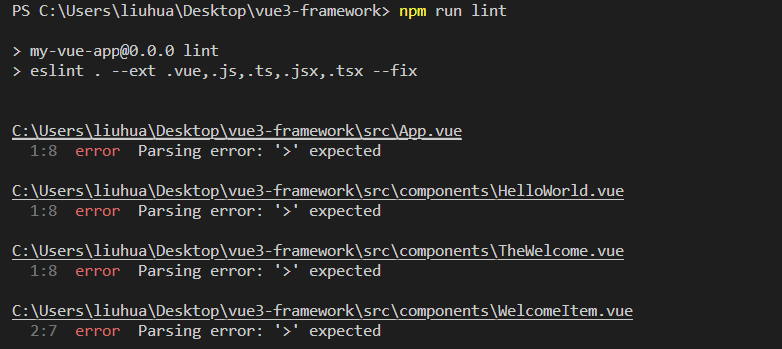 PS C:\Users\liuhua\Desktop\vue3-framework> npm run lint
> my-vue-app@0.0.0 lint
> eslint . --ext .vue,.js,.ts,.jsx,.tsx --fix
C:\Users\liuhua\Desktop\vue3-framework\src\App.vue
1:8 error Parsing error: '>' expected
C:\Users\liuhua\Desktop\vue3-framework\src\components\HelloWorld.vue
1:8 error Parsing error: '>' expected
C:\Users\liuhua\Desktop\vue3-framework\src\components\TheWelcome.vue
1:8 error Parsing error: '>' expected
C:\Users\liuhua\Desktop\vue3-framework\src\components\WelcomeItem.vue
2:7 error Parsing error: '>' expected